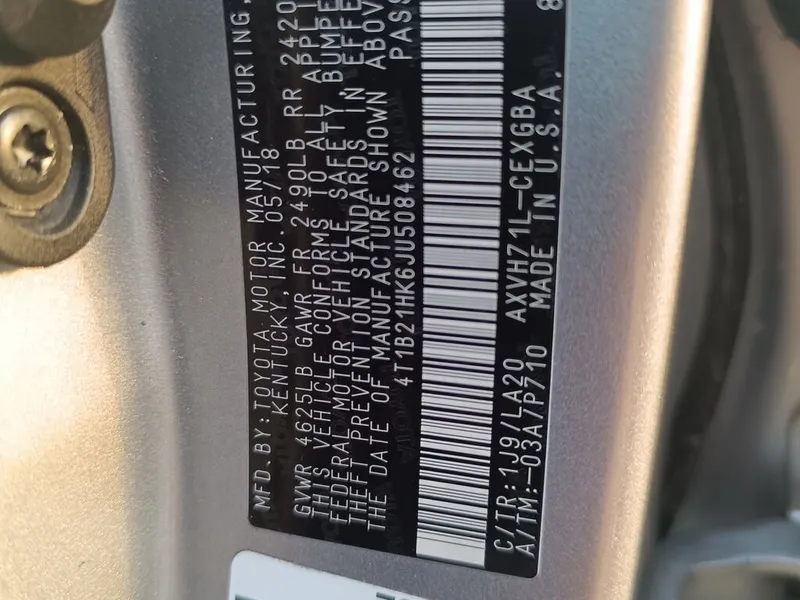 MFD.BY:TOYOTA MOTOR MANUFACTURING,
KENTUCKY, INC. 05/18
GVWR 4625LB GAWR FR 2490LB RR 2420
THIS VEHICLE CONFORMS TO ALL APPLI
FEDERAL MOTOR VEHICLE SAFETY, BUMPE
THEFT PREVENTION STANDARDS IN EFFE
THE DATE OF MANUFACTURE SHOWN ABOV
4T1B21HK6JU508462 PASS
C/TR:1J9/LA20 AXVH71L-CEXGBA
A/TM:-03A/P710 MADE IN U.S.A. 8